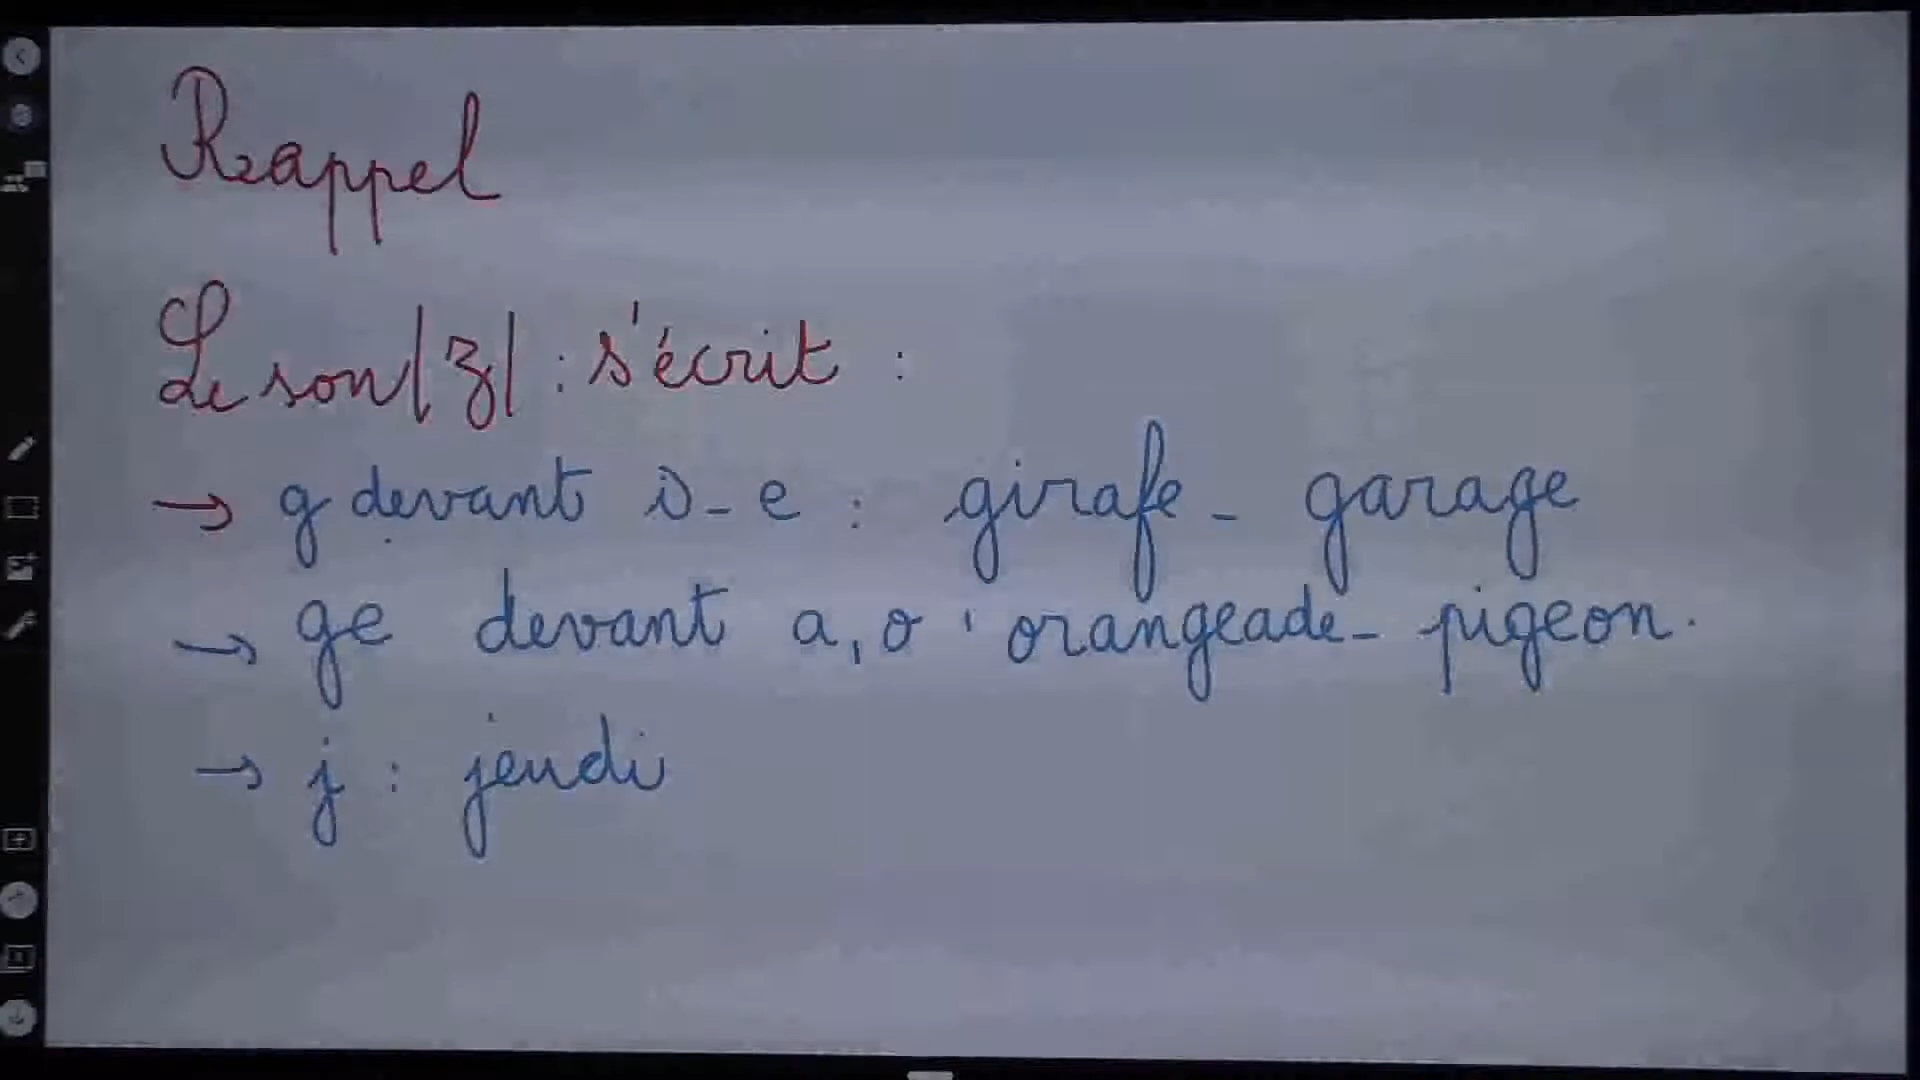 Rappel
Le son /ʒ/ : s'écrit :
→ g devant i - e : girafe - garage
→ ge devant a, o : orangeade - pigeon.
→ j : jeudi